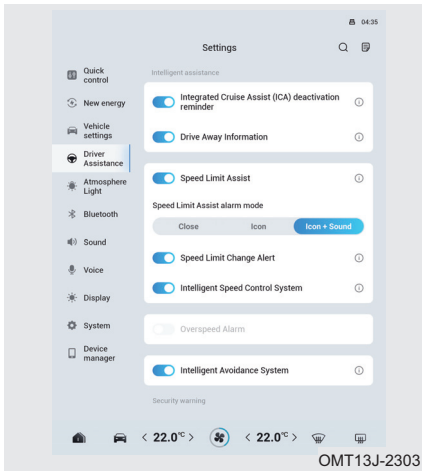 04:35
Settings
Quick
control
New energy
Vehicle
settings
Driver
Assistance
Atmosphere
Light
Bluetooth
Sound
Voice
Display
System
Device
manager
Intelligent assistance
Integrated Cruise Assist (ICA) deactivation
reminder
Drive Away Information
Speed Limit Assist
Speed Limit Assist alarm mode
Close Icon Icon + Sound
Speed Limit Change Alert
Intelligent Speed Control System
Overspeed Alarm
Intelligent Avoidance System
Security warning
< 22.0°C > < 22.0°C >
OMT13J-2303